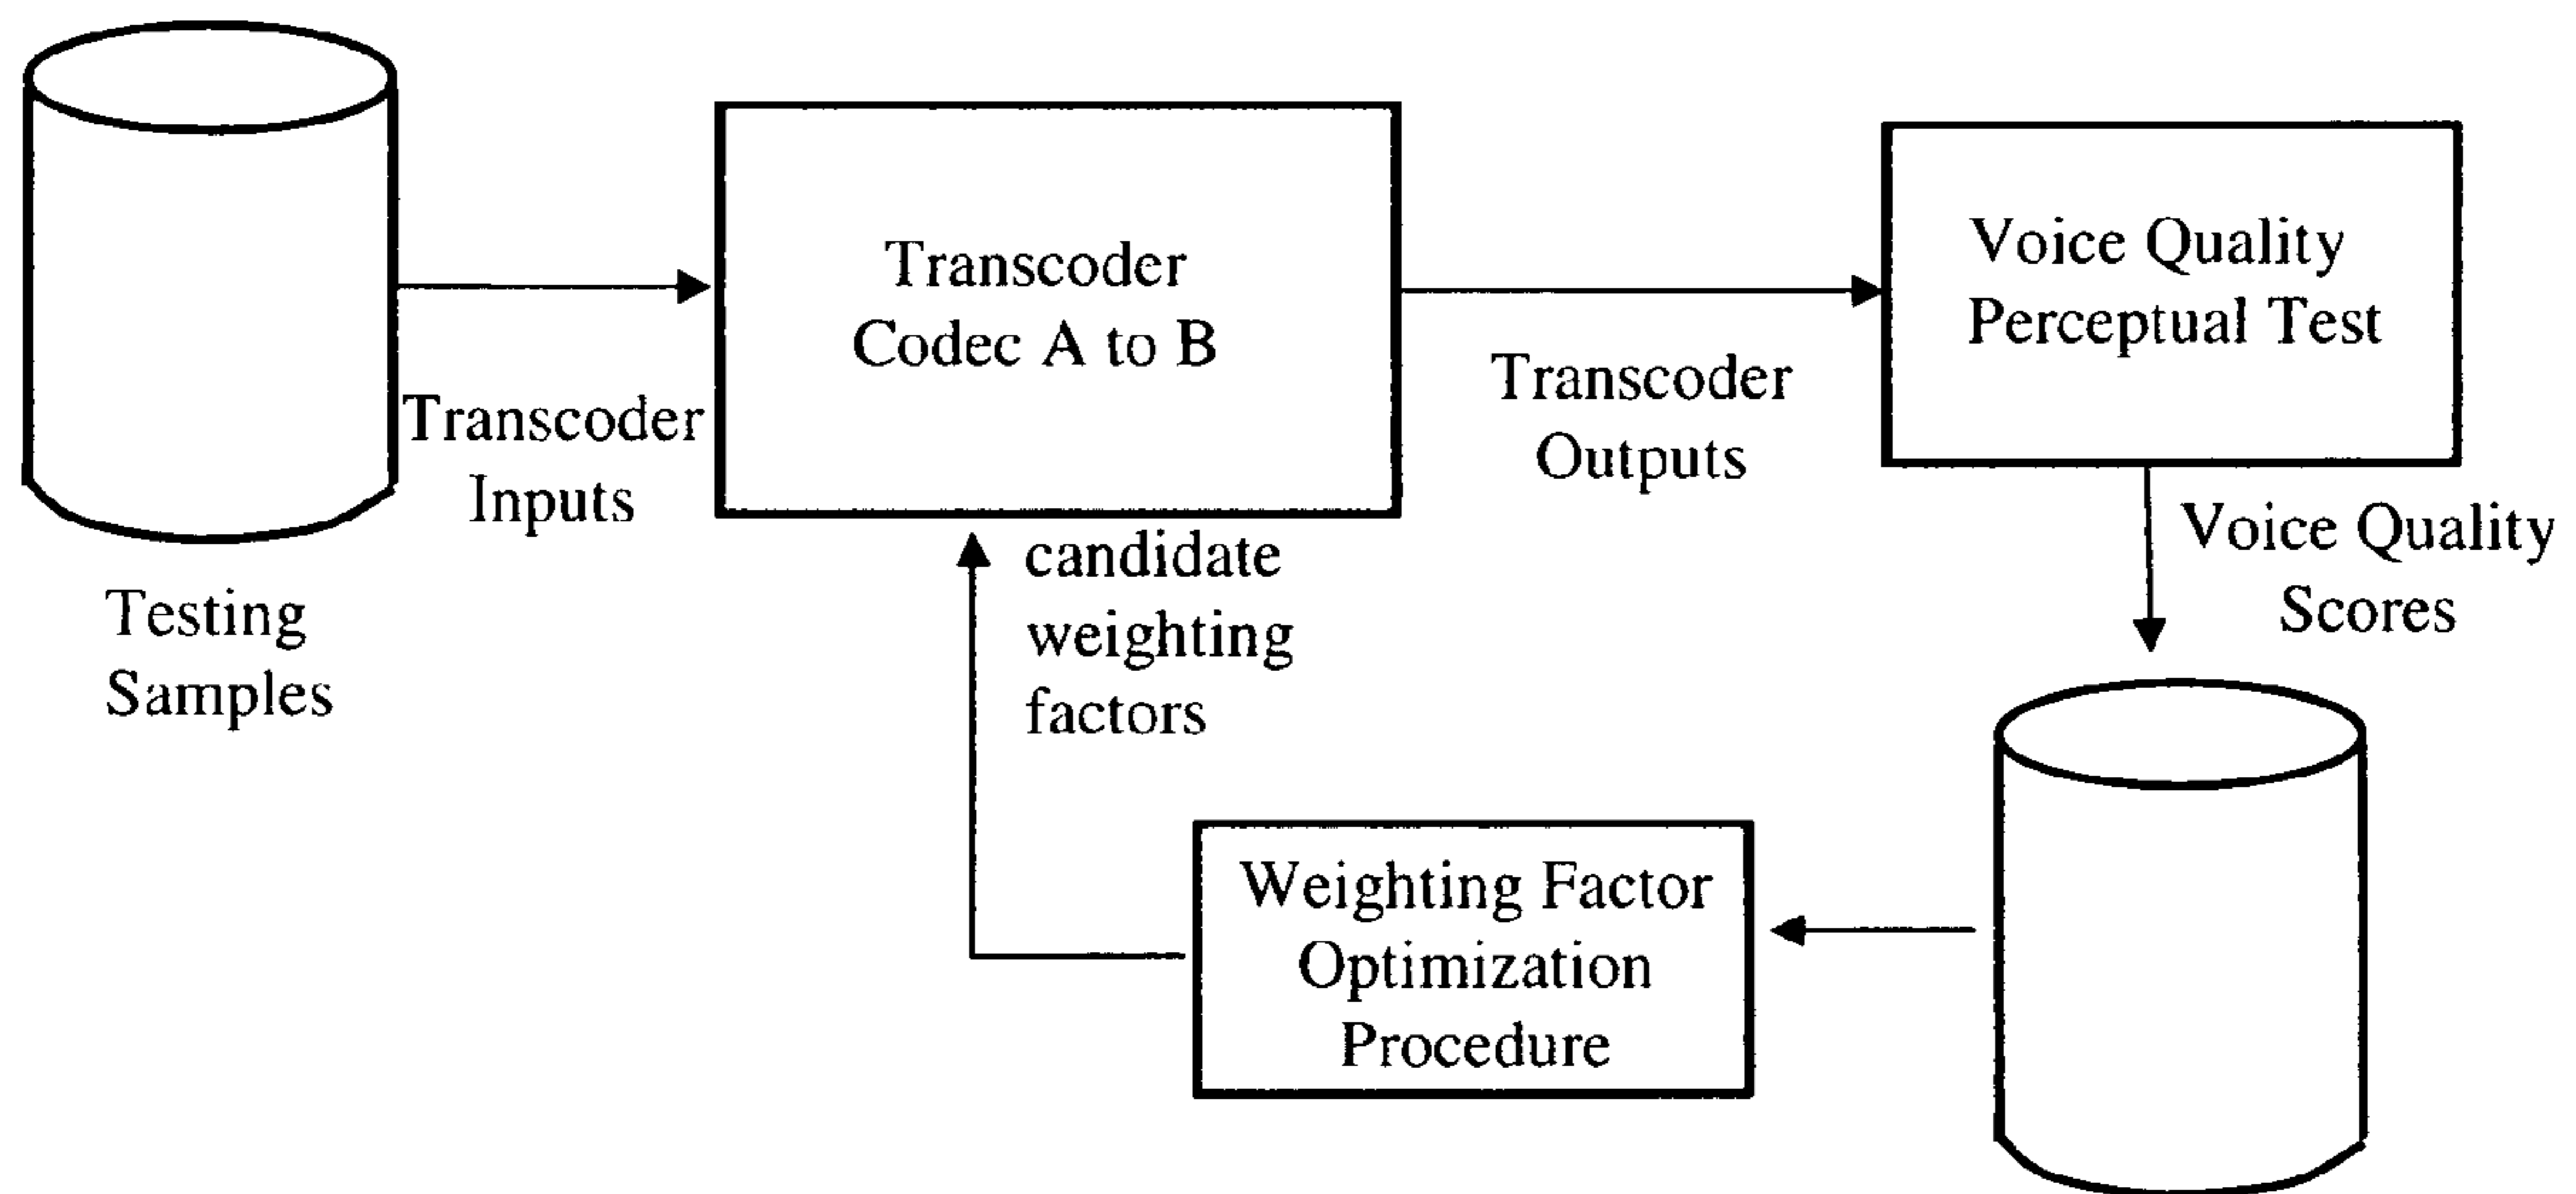 Transcoder
Codec A to B
Voice Quality
Perceptual Test
Transcoder
Inputs
Transcoder
Outputs
Testing
Samples
candidate
weighting
factors
Voice Quality
Scores
Weighting Factor
Optimization
Procedure